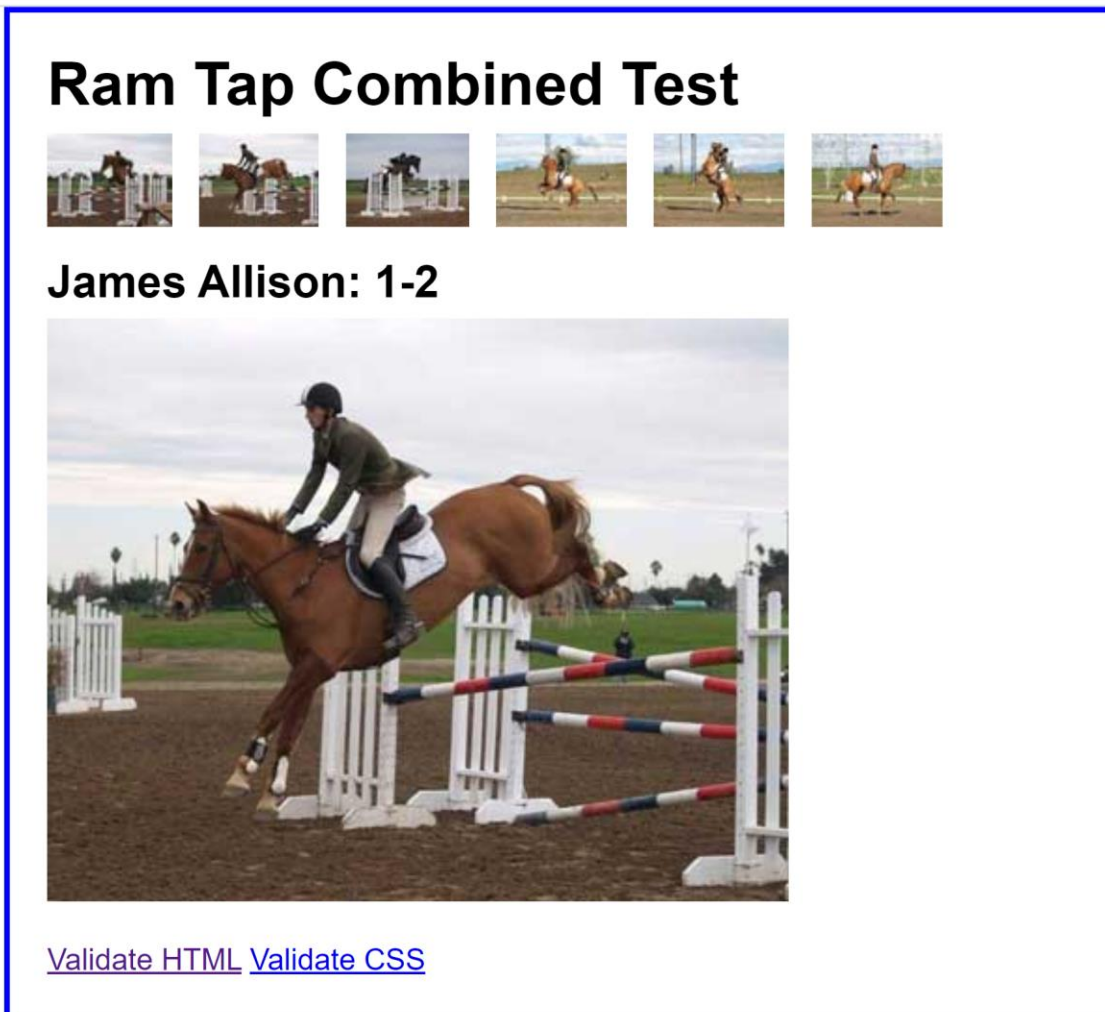 Ram Tap Combined Test
James Allison: 1-2
Validate HTML Validate CSS